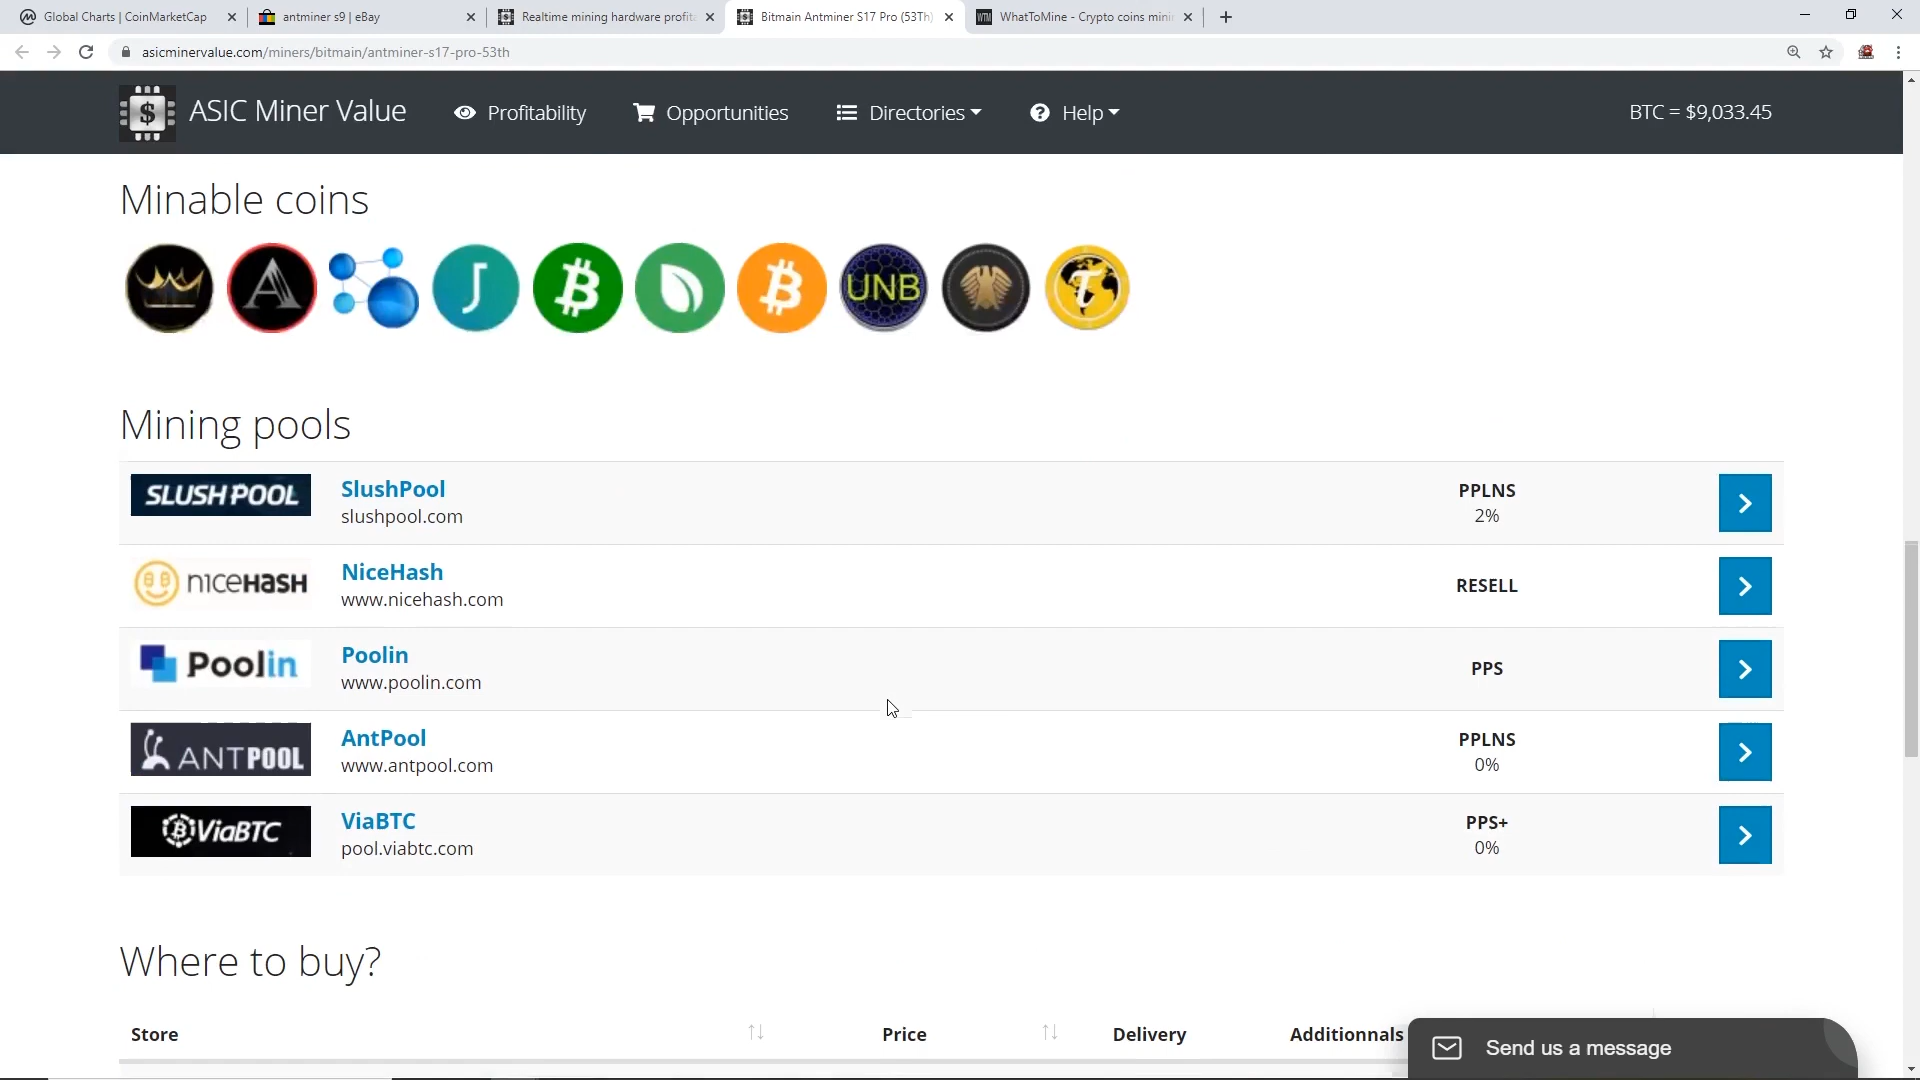 Global Charts | CoinMarketCap
antminer s9 | eBay
Realtime mining hardware profita
Bitmain Antminer S17 Pro (53Th)
WhatToMine - Crypto coins mini
asicminervalue.com/miners/bitmain/antminer-s17-pro-53th
ASIC Miner Value
Profitability
Opportunities
Directories
Help
BTC = $9,033.45
Minable coins
UNB
Mining pools
SLUSHPOOL
SlushPool
slushpool.com
PPLNS
2%
niceHasH
NiceHash
www.nicehash.com
RESELL
Poolin
Poolin
www.poolin.com
PPS
ANTPOOL
AntPool
www.antpool.com
PPLNS
0%
ViaBTC
ViaBTC
pool.viabtc.com
PPS+
0%
Where to buy?
Store
Price
Delivery
Additionnals
Send us a message